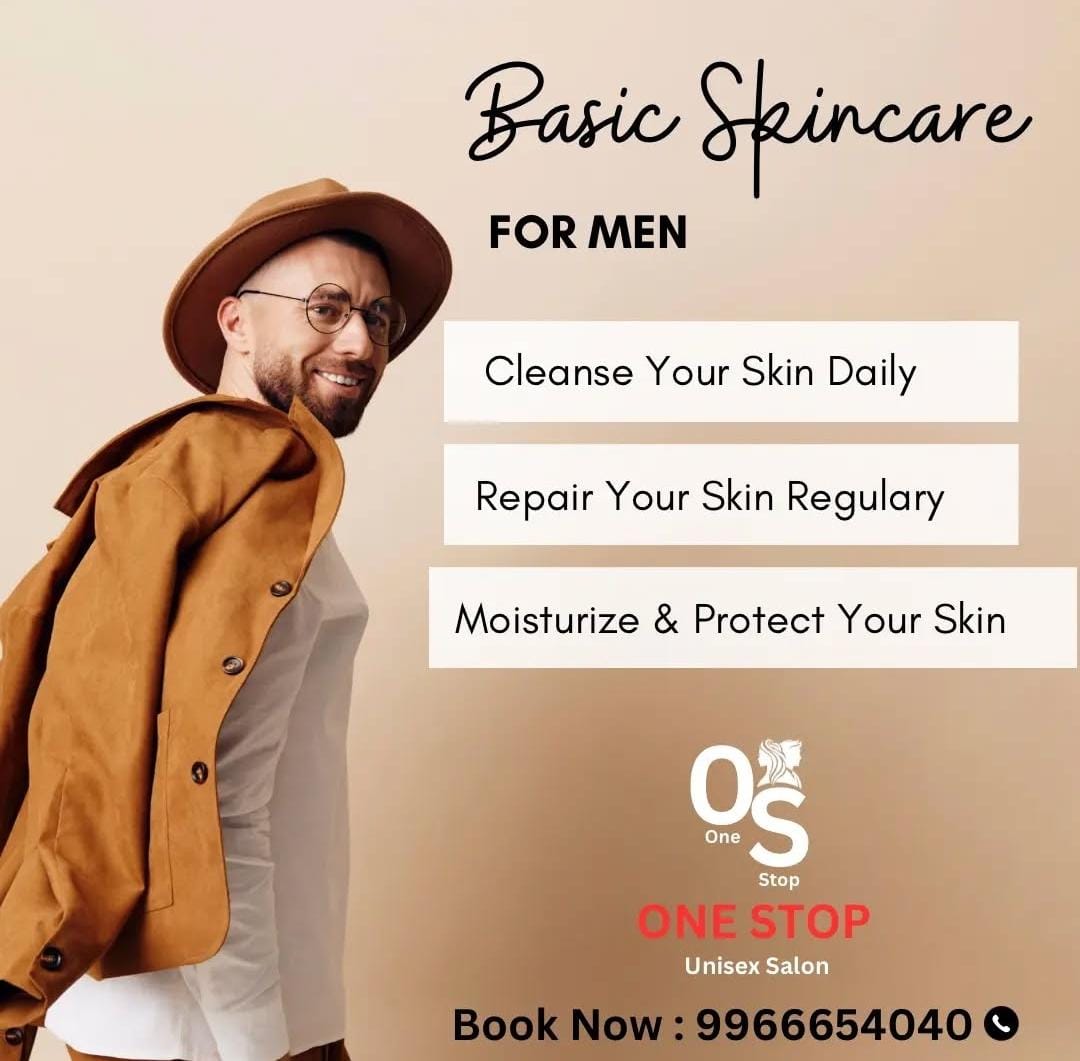 Basic Skincare
FOR MEN
Cleanse Your Skin Daily
Repair Your Skin Regulary
Moisturize & Protect Your Skin
OS
One
Stop
ONE STOP
Unisex Salon
Book Now : 9966654040